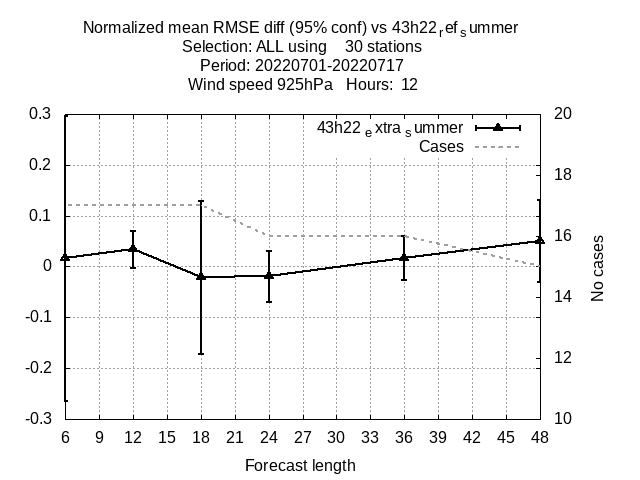 Normalized mean RMSE diff (95% conf) vs 43h22refsummer
Selection: ALL using 30 stations
Period: 20220701-20220717
Wind speed 925hPa Hours: 12
43h22extrasummer
Cases
0.3
0.2
0.1
0
-0.1
-0.2
-0.3
20
18
16
14
12
10
No cases
6 9 12 15 18 21 24 27 30 33 36 39 42 45 48
Forecast length